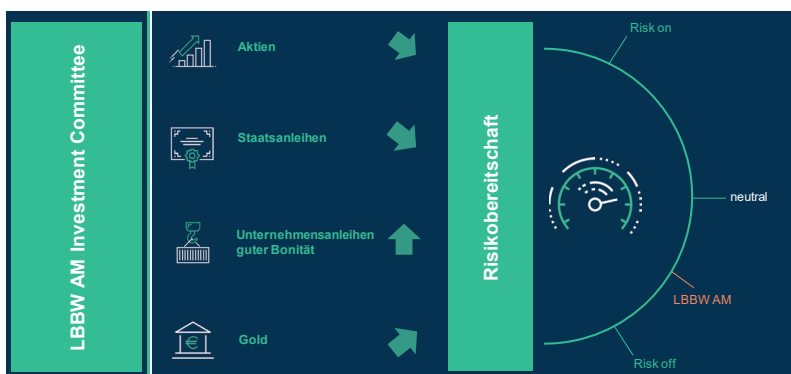 LBBW AM Investment Committee
Aktien
Staatsanleihen
Unternehmensanleihen
guter Bonität
Gold
€
Risikobereitschaft
Risk on
neutral
LBBW AM
Risk off